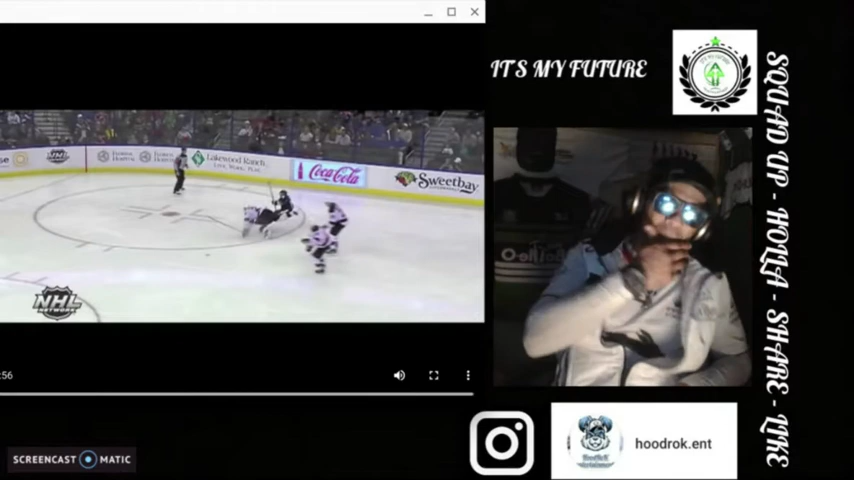 IT'S MY FUTURE
SQUAD UP - HOLLA - SHARE - LIKE
Lakewood Ranch
Coca-Cola
Sweetbay
NHL
NETWORK
:56
hoodrok.ent
SCREENCAST MATIC